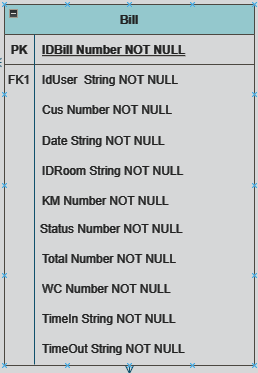 Bill
PK IDBill Number NOT NULL
FK1 IdUser String NOT NULL
Cus Number NOT NULL
Date String NOT NULL
IDRoom String NOT NULL
KM Number NOT NULL
Status Number NOT NULL
Total Number NOT NULL
WC Number NOT NULL
TimeIn String NOT NULL
TimeOut String NOT NULL